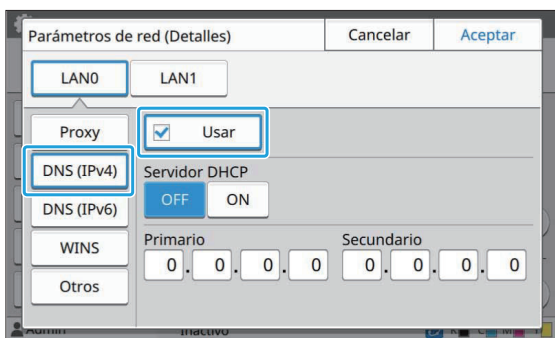 Parámetros de red (Detalles) Cancelar Aceptar
LAN0 LAN1
Proxy Usar
DNS (IPv4) Servidor DHCP
OFF ON
DNS (IPv6)
WINS Primario Secundario
0. 0. 0. 0 0. 0. 0. 0
Otros
Admin Inactivo K C M Y